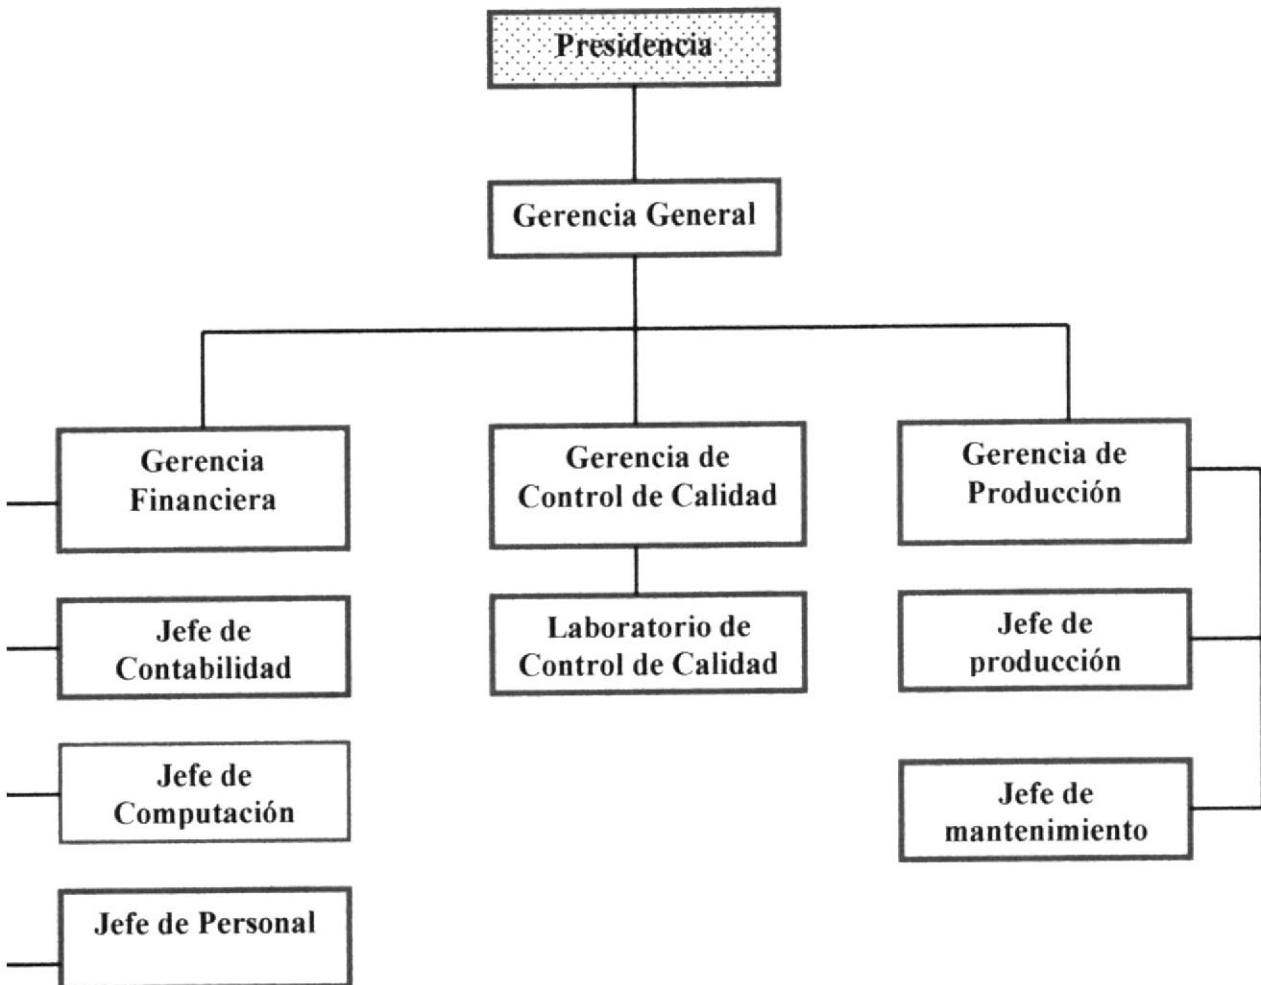 Presidencia
Gerencia General
Gerencia
Financiera
Gerencia de
Control de Calidad
Gerencia de
Producción
Jefe de
Contabilidad
Laboratorio de
Control de Calidad
Jefe de
producción
Jefe de
Computación
Jefe de
mantenimiento
Jefe de Personal